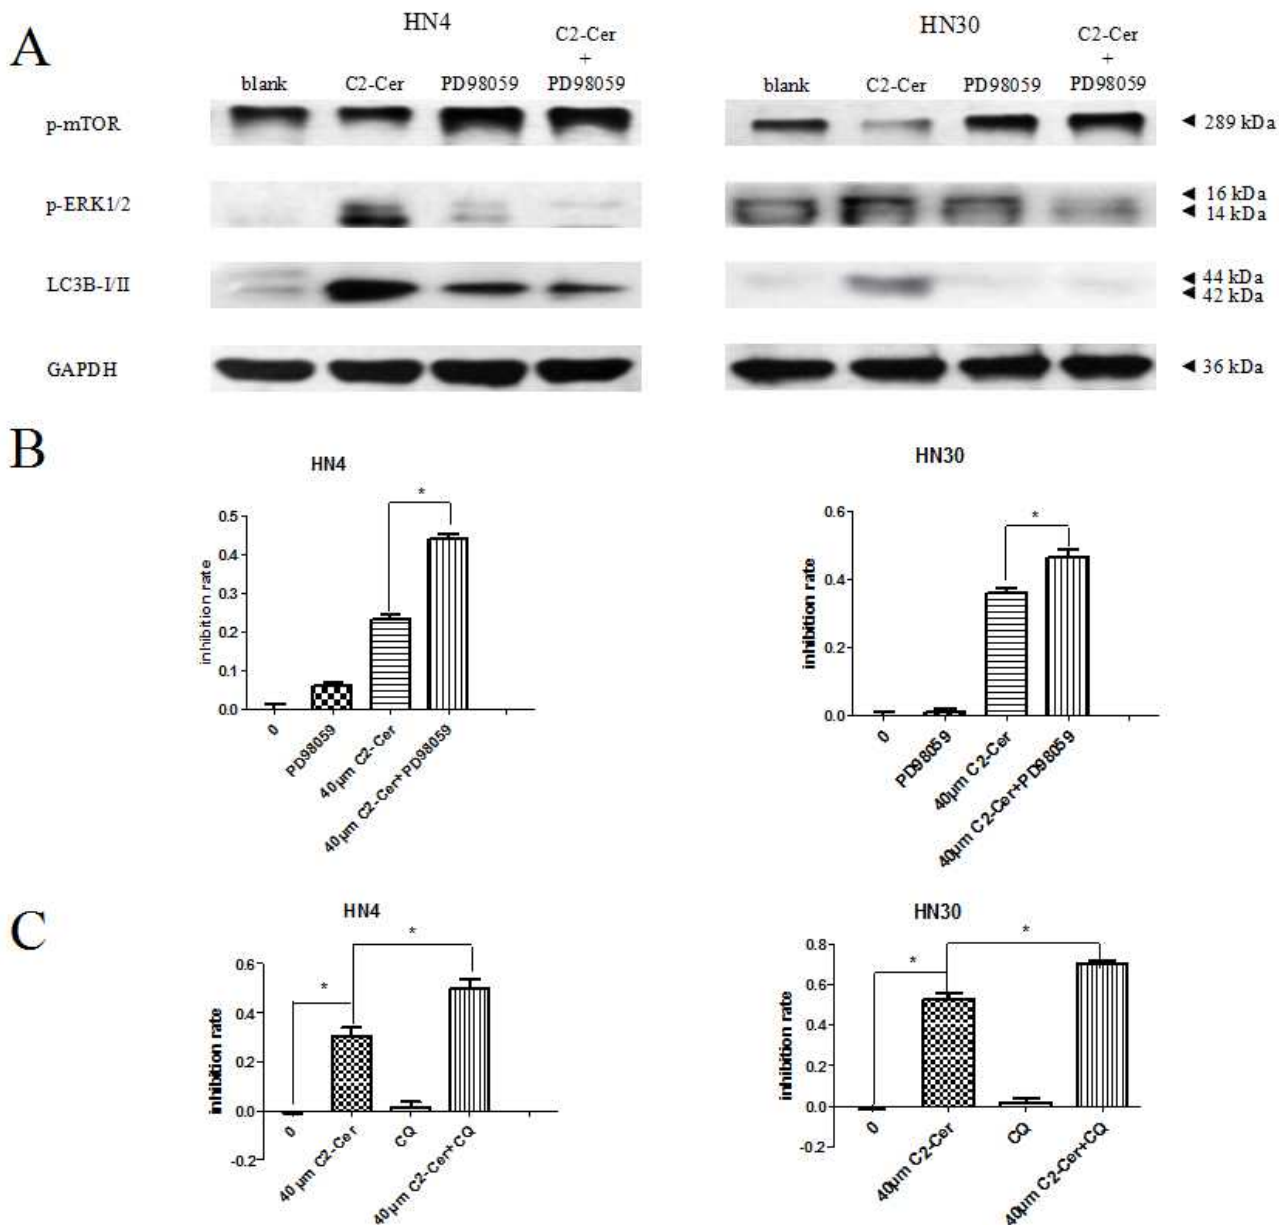 A
HN4
HN30
blank
C2-Cer
PD98059
C2-Cer
+
PD98059
blank
C2-Cer
PD98059
C2-Cer
+
PD98059
p-mTOR
◄ 289 kDa
p-ERK1/2
◄ 16 kDa
◄ 14 kDa
LC3B-I/II
◄ 44 kDa
◄ 42 kDa
GAPDH
◄ 36 kDa
B
HN4
*
inhibition rate
0.5
0.4
0.3
0.2
0.1
0.0
0
PD98059
40μm C2-Cer
40μm C2-Cer+PD98059
HN30
*
inhibition rate
0.6
0.4
0.2
0.0
0
PD98059
40μm C2-Cer
40μm C2-Cer+PD98059
C
HN4
*
*
inhibition rate
0.6
0.4
0.2
0.0
-0.2
0
40 μm C2-Cer
CQ
40μm C2-Cer+CQ
HN30
*
*
inhibition rate
0.8
0.6
0.4
0.2
0.0
-0.2
0
40μm C2-Cer
CQ
40μm C2-Cer+CQ